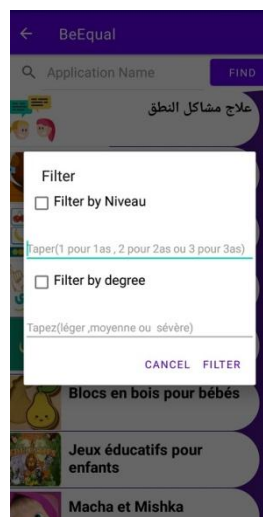 BeEqual
Application Name
FIND
علاج مشاكل النطق
Filter
Filter by Niveau
Taper(1 pour 1as , 2 pour 2as ou 3 pour 3as)
Filter by degree
Tapez(léger ,moyenne ou sévère)
CANCEL FILTER
Blocs en bois pour bébés
Jeux éducatifs pour
enfants
Macha et Mishka